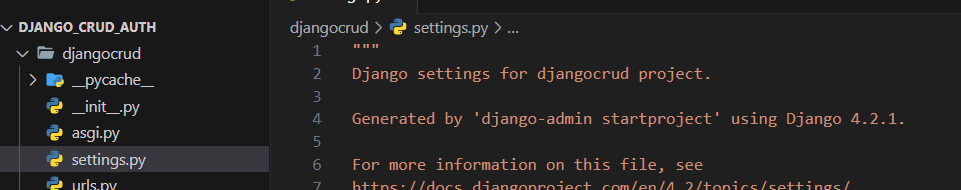 DJANGO_CRUD_AUTH
djangocrud
__pycache__
__init__.py
asgi.py
settings.py
urls.py
djangocrud > settings.py > ...
1 """
2 Django settings for djangocrud project.
3
4 Generated by 'django-admin startproject' using Django 4.2.1.
5
6 For more information on this file, see
7 https://docs.djangoproject.com/en/4.2/topics/settings/